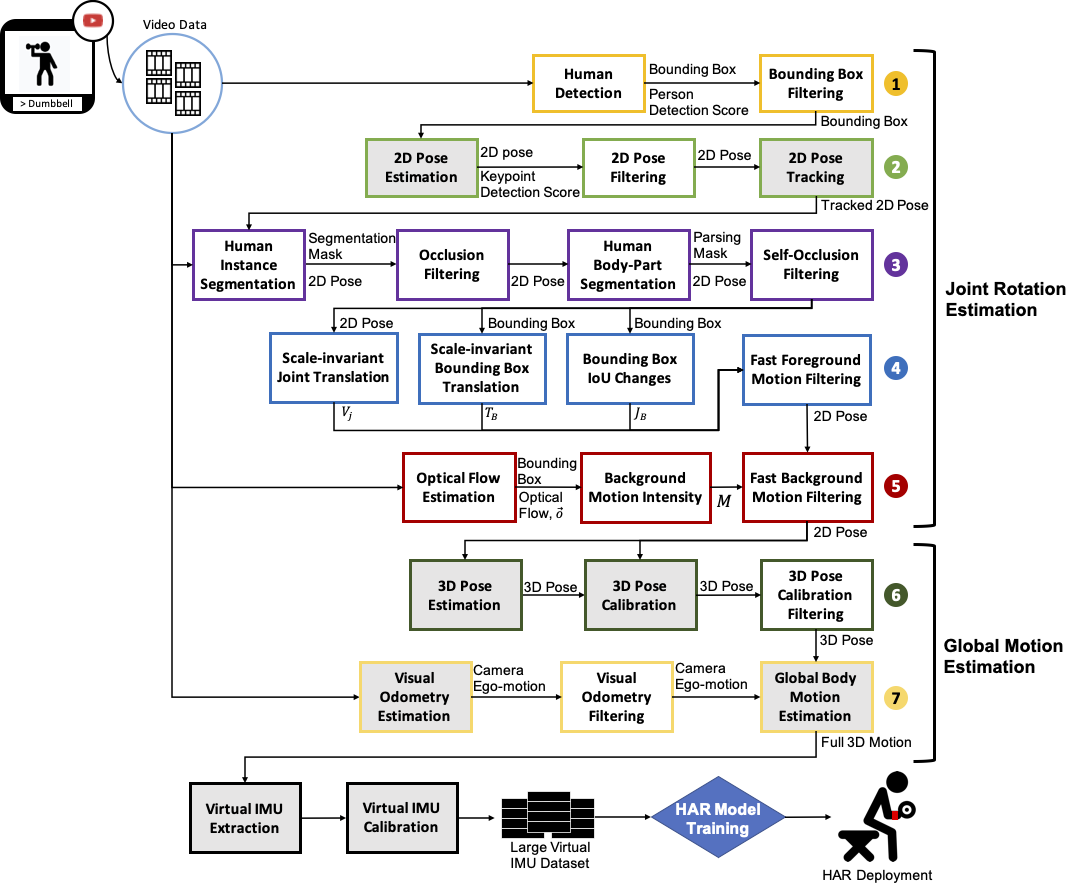 Video Data
> Dumbbell
Human
Detection
Bounding Box
Person
Detection Score
Bounding Box
Filtering
1
Bounding Box
2D Pose
Estimation
2D pose
Keypoint
Detection Score
2D Pose
Filtering
2D Pose
2D Pose
Tracking
2
Tracked 2D Pose
Human
Instance
Segmentation
Segmentation
Mask
2D Pose
Occlusion
Filtering
2D Pose
Human
Body-Part
Segmentation
Parsing
Mask
2D Pose
Self-Occlusion
Filtering
3
Joint Rotation
Estimation
2D Pose
Bounding Box
Bounding Box
Scale-invariant
Joint Translation
Scale-invariant
Bounding Box
Translation
Bounding Box
IoU Changes
Fast Foreground
Motion Filtering
4
V_j
T_B
J_B
2D Pose
Optical Flow
Estimation
Bounding
Box
Optical
Flow, o⃗
Background
Motion Intensity
M
Fast Background
Motion Filtering
5
2D Pose
3D Pose
Estimation
3D Pose
3D Pose
Calibration
3D Pose
3D Pose
Calibration
Filtering
6
3D Pose
Global Motion
Estimation
Visual
Odometry
Estimation
Camera
Ego-motion
Visual
Odometry
Filtering
Camera
Ego-motion
Global Body
Motion
Estimation
7
Full 3D Motion
Virtual IMU
Extraction
Virtual IMU
Calibration
Large Virtual
IMU Dataset
HAR Model
Training
HAR Deployment